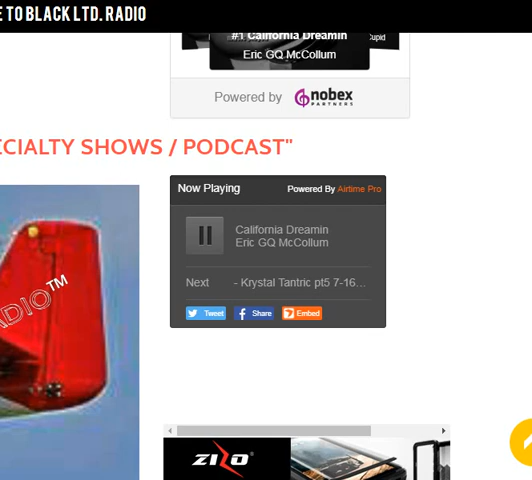 E TO BLACK LTD. RADIO
#1 California Dreamin
Cupid
Eric GQ McCollum
Powered by nobex
PARTNERS
ECIALTY SHOWS / PODCAST"
Now Playing
Powered By Airtime Pro
California Dreamin
Eric GQ McCollum
Next - Krystal Tantric pt5 7-16...
Tweet Share Embed
ADIO™
ZIZO